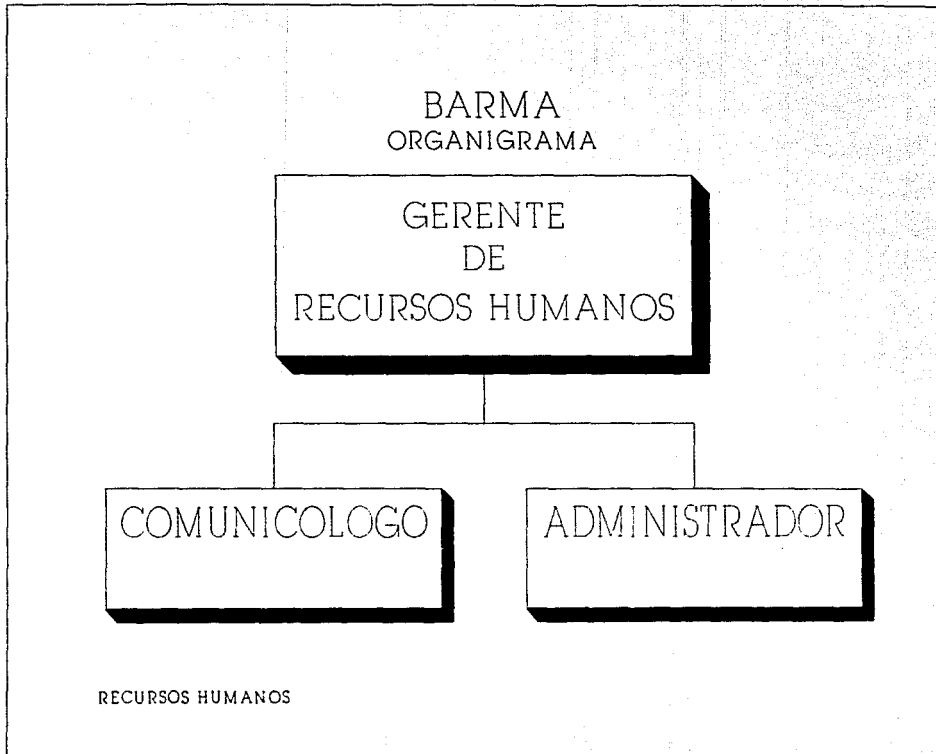 BARMA
ORGANIGRAMA
GERENTE
DE
RECURSOS HUMANOS
COMUNICOLOGO
ADMINISTRADOR
RECURSOS HUMANOS